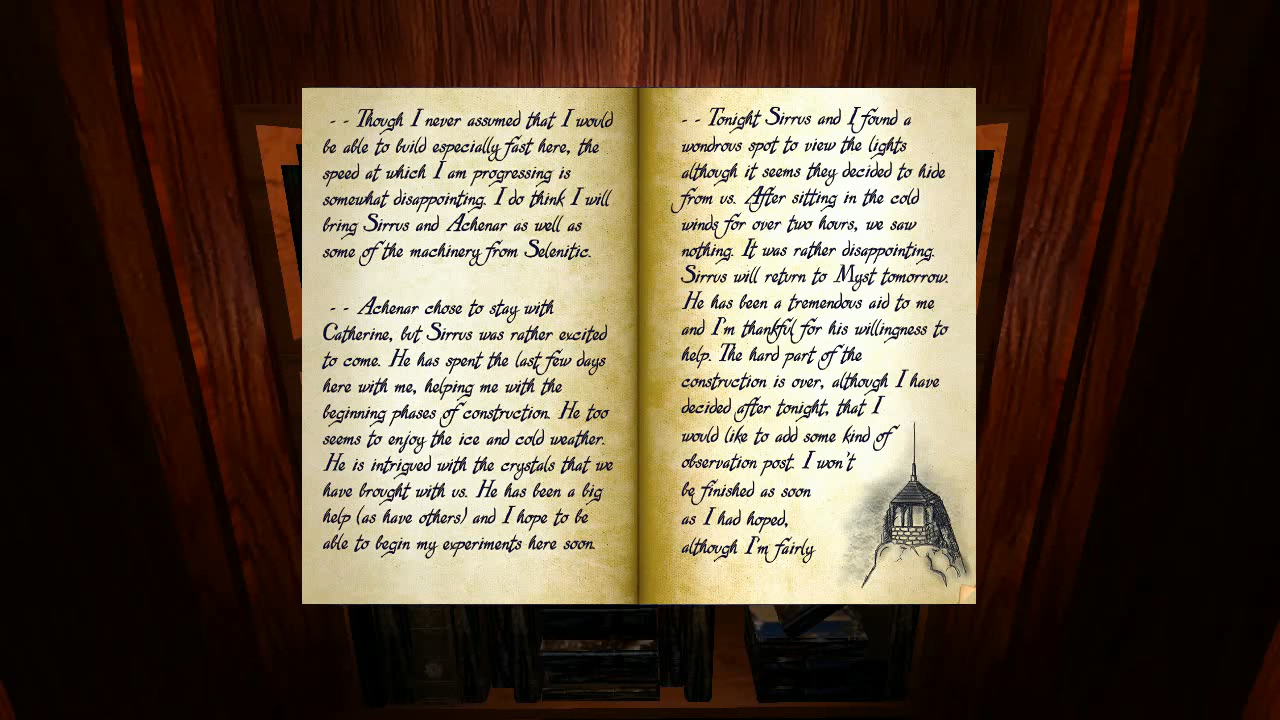 - - Though I never assumed that I would
be able to build especially fast here, the
speed at which I am progressing is
somewhat disappointing. I do think I will
bring Sirrus and Achenar as well as
some of the machinery from Selenitic.
- - Achenar chose to stay with
Catherine, but Sirrus was rather excited
to come. He has spent the last few days
here with me, helping me with the
beginning phases of construction. He too
seems to enjoy the ice and cold weather.
He is intrigued with the crystals that we
have brought with us. He has been a big
help (as have others) and I hope to be
able to begin my experiments here soon.
- - Tonight Sirrus and I found a
wondrous spot to view the lights
although it seems they decided to hide
from us. After sitting in the cold
winds for over two hours, we saw
nothing. It was rather disappointing.
Sirrus will return to Myst tomorrow.
He has been a tremendous aid to me
and I'm thankful for his willingness to
help. The hard part of the
construction is over, although I have
decided after tonight, that I
would like to add some kind of
observation post. I won't
be finished as soon
as I had hoped,
although I'm fairly